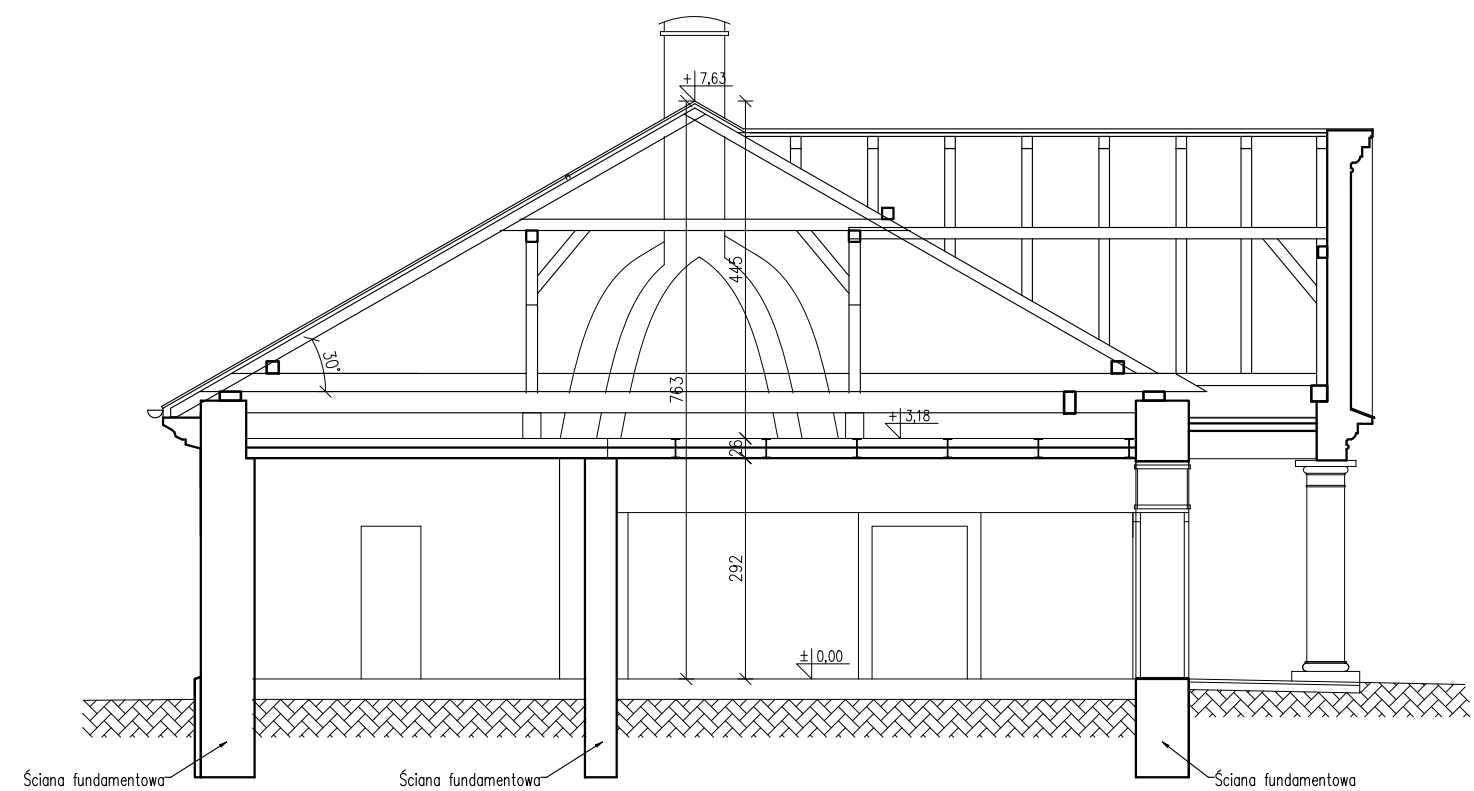 + 7,63
445
30°
763
+ 3,18
26
292
± 0,00
Ściana fundamentowa
Ściana fundamentowa
Ściana fundamentowa